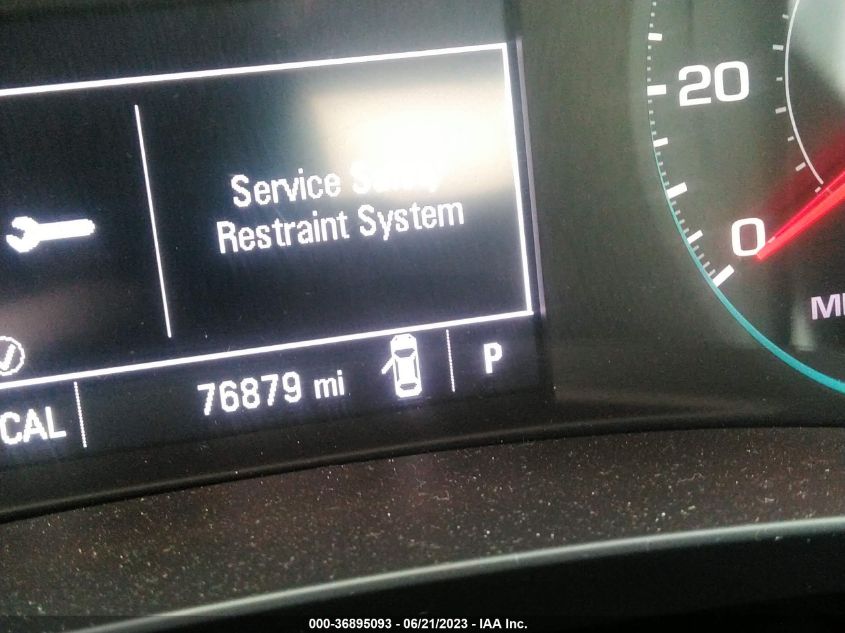 Service
Restraint System
20
0
76879 mi
P
CAL
000-36895093 - 06/21/2023 - IAA Inc.